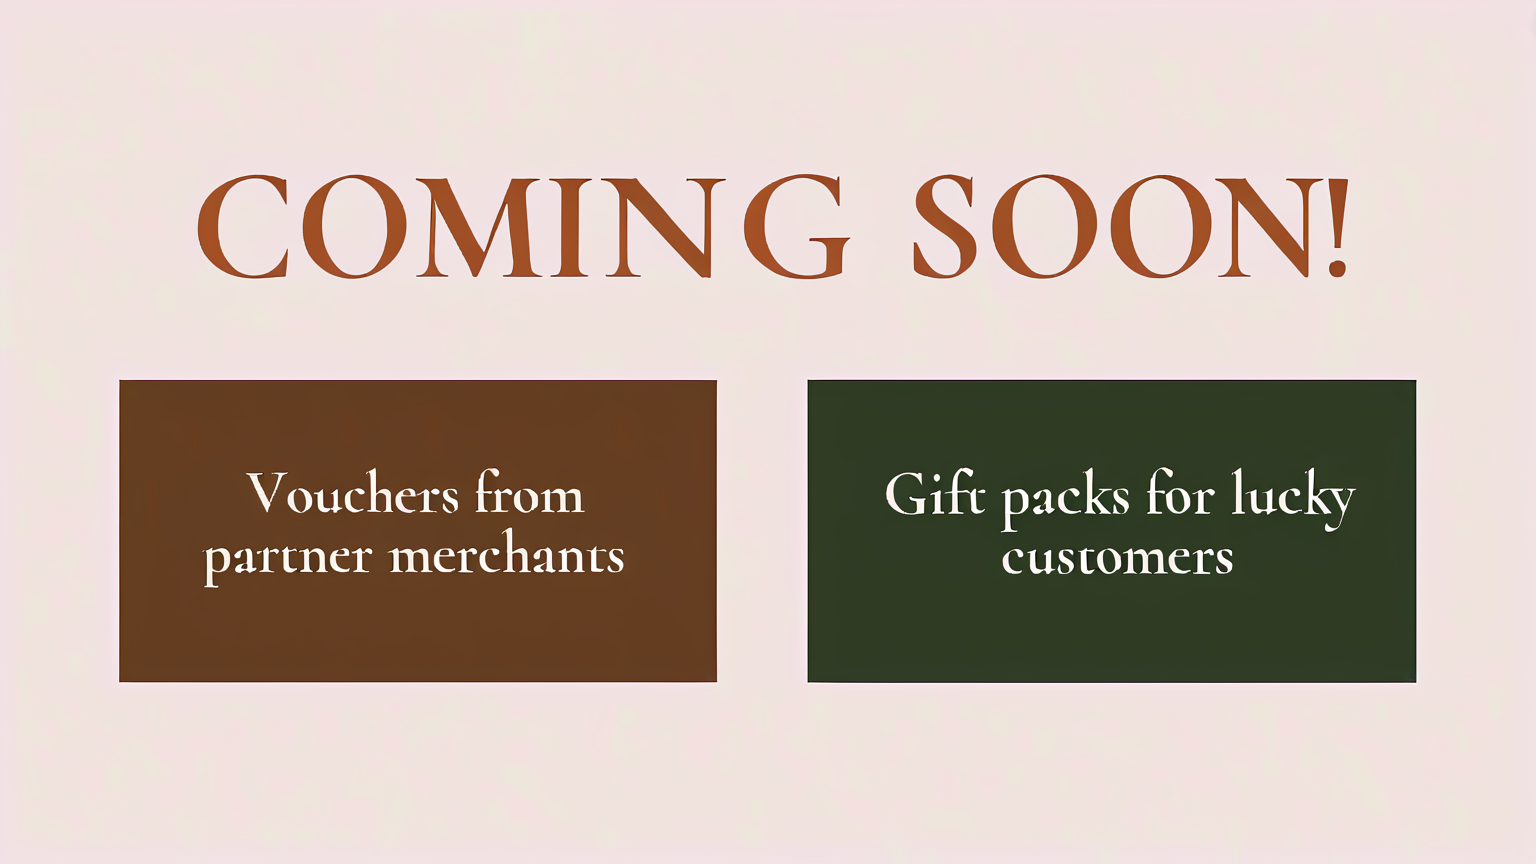 COMING SOON!
Vouchers from
partner merchants
Gift packs for lucky
customers